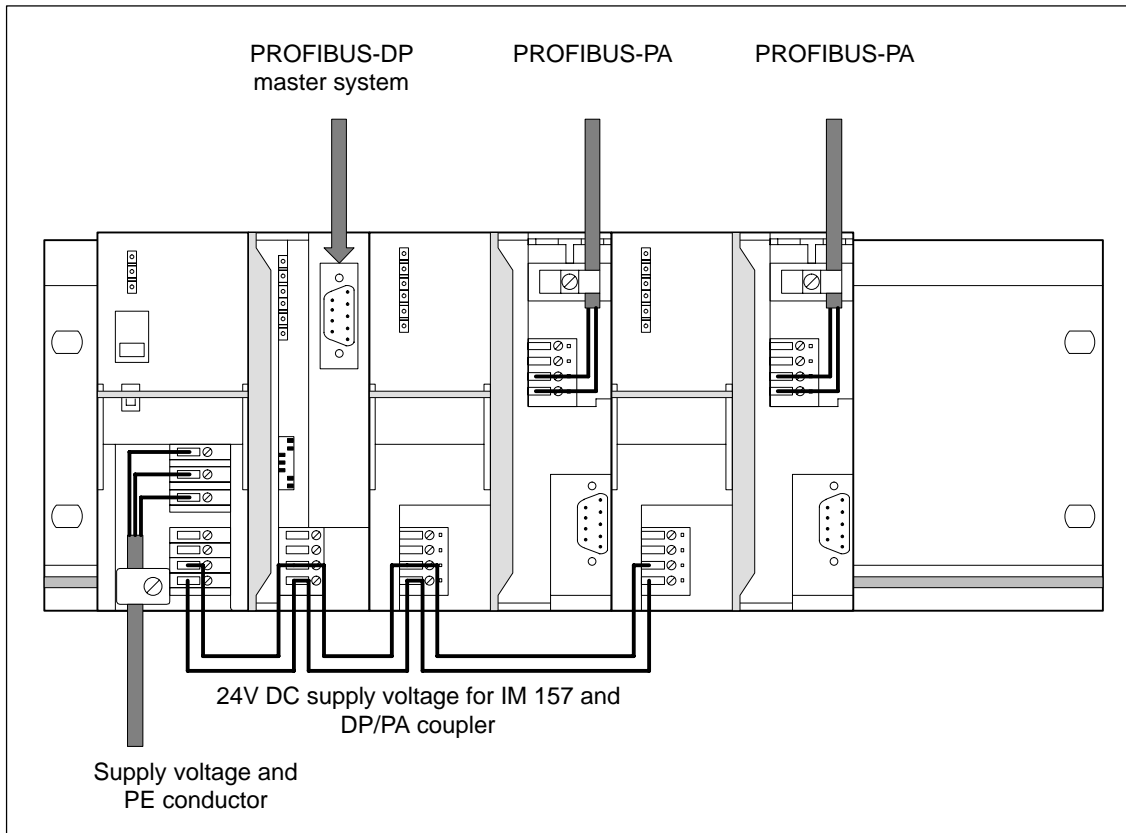 PROFIBUS-DP
master system
PROFIBUS-PA
PROFIBUS-PA
24V DC supply voltage for IM 157 and
DP/PA coupler
Supply voltage and
PE conductor